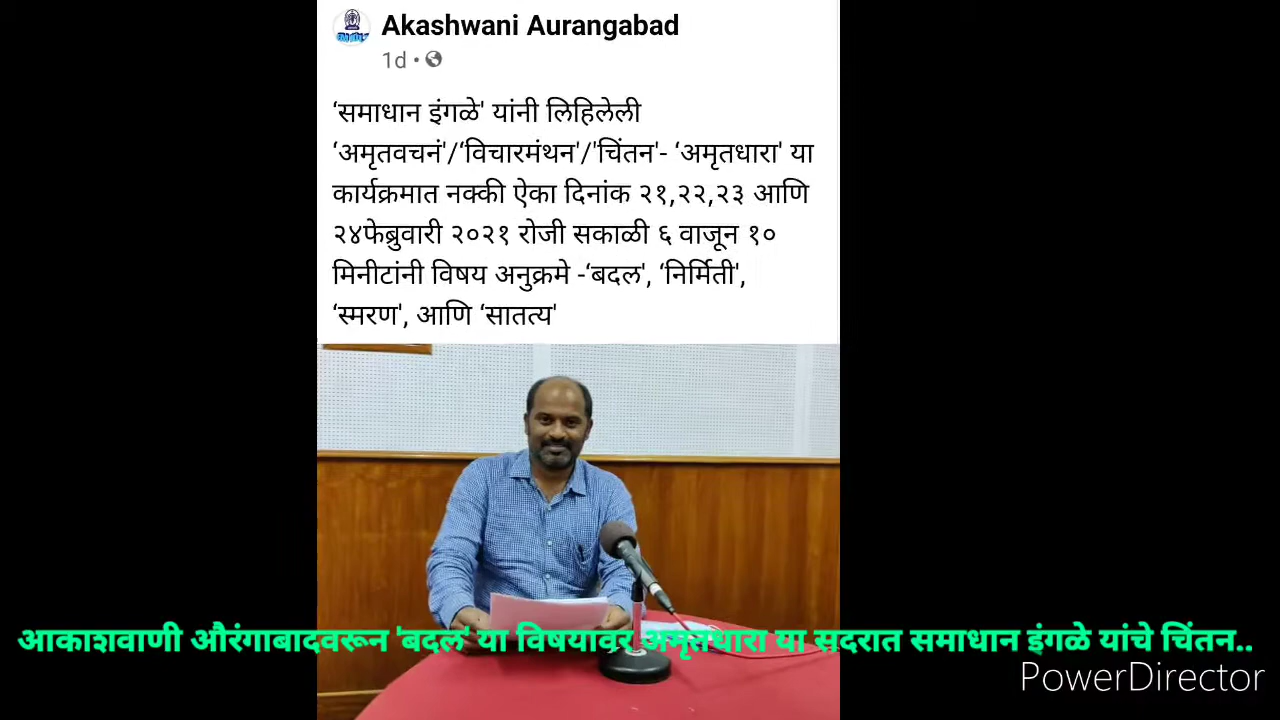 Akashwani Aurangabad
1d
‘समाधान इंगळे' यांनी लिहिलेली
‘अमृतवचनं'/‘विचारमंथन'/'चिंतन'- ‘अमृतधारा' या
कार्यक्रमात नक्की ऐका दिनांक २१,२२,२३ आणि
२४फेब्रुवारी २०२१ रोजी सकाळी ६ वाजून १०
मिनीटांनी विषय अनुक्रमे -‘बदल', ‘निर्मिती',
‘स्मरण', आणि ‘सातत्य'
आकाशवाणी औरंगाबादवरून 'बदल' या विषयावर अमृतधारा या सदरात समाधान इंगळे यांचे चिंतन..
PowerDirector